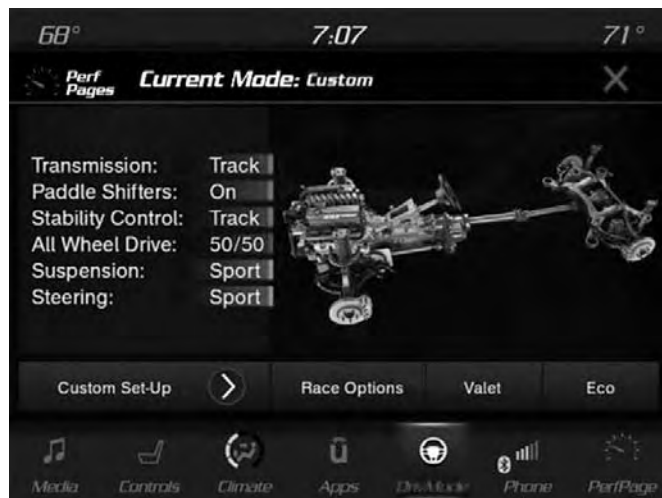 68° 7:07 71°
Perf Pages Current Mode: Custom
Transmission: Track
Paddle Shifters: On
Stability Control: Track
All Wheel Drive: 50/50
Suspension: Sport
Steering: Sport
Custom Set-Up Race Options Valet Eco
Media Controls Climate Apps DriveMode Phone PerfPage